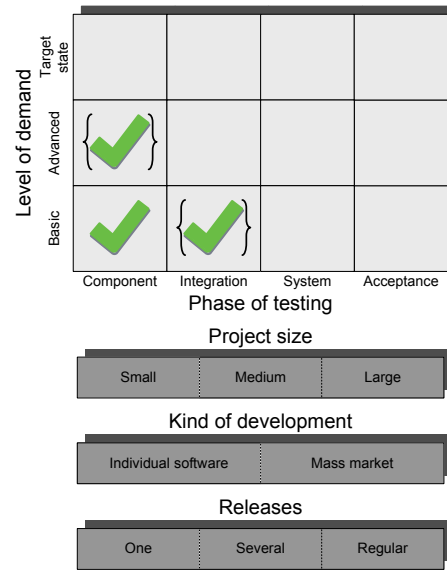 Level of demand
Target
state
Advanced
Basic
{ }
{ }
Component Integration System Acceptance
Phase of testing
Project size
Small Medium Large
Kind of development
Individual software Mass market
Releases
One Several Regular